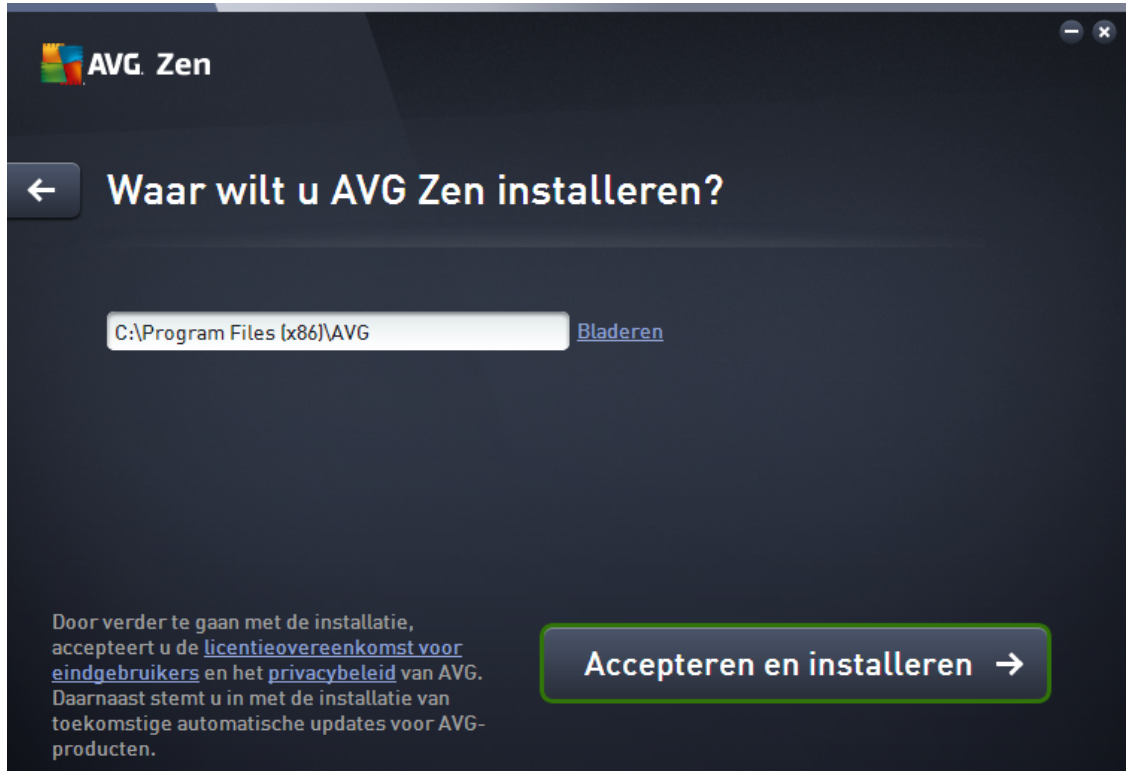 AVG. Zen
Waar wilt u AVG Zen installeren?
C:\Program Files (x86)\AVG
Bladeren
Door verder te gaan met de installatie,
accepteert u de licentieovereenkomst voor
eindgebruikers en het privacybeleid van AVG.
Daarnaast stemt u in met de installatie van
toekomstige automatische updates voor AVG-
producten.
Accepteren en installeren →